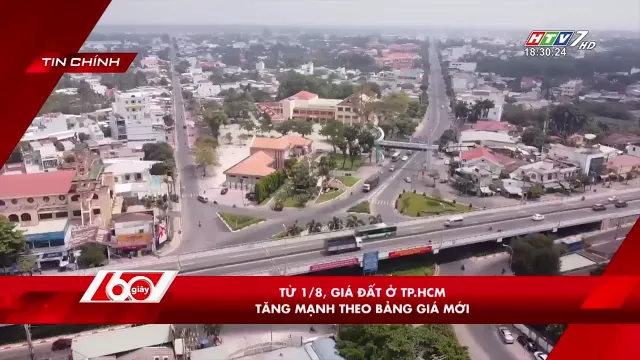 TIN CHÍNH
HTV7 HD
18:30:24
60 giây
TỪ 1/8, GIÁ ĐẤT Ở TP.HCM
TĂNG MẠNH THEO BẢNG GIÁ MỚI